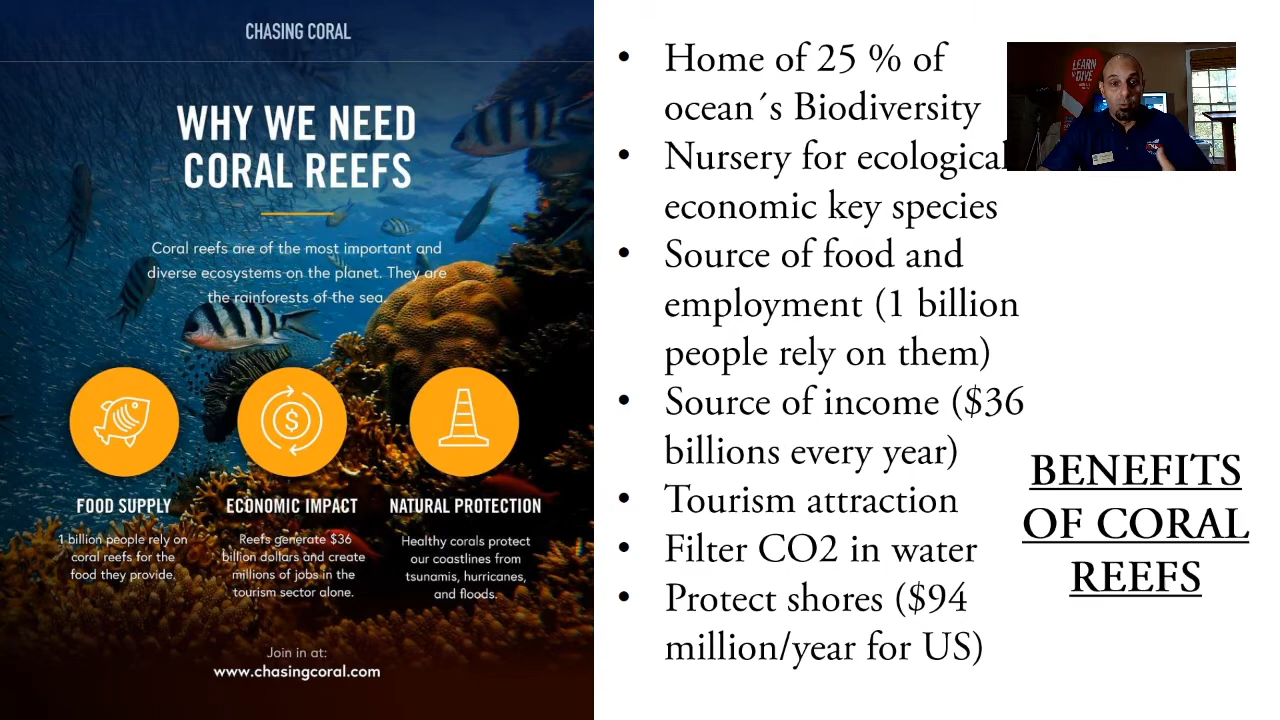 CHASING CORAL
WHY WE NEED
CORAL REEFS
Coral reefs are of the most important and
diverse ecosystems on the planet. They are
the rainforests of the sea.
FOOD SUPPLY
1 billion people rely on
coral reefs for the
food they provide.
ECONOMIC IMPACT
Reefs generate $36
billion dollars and create
millions of jobs in the
tourism sector alone.
NATURAL PROTECTION
Healthy corals protect
our coastlines from
tsunamis, hurricanes,
and floods.
Join in at:
www.chasingcoral.com
• Home of 25 % of
ocean´s Biodiversity
• Nursery for ecological
economic key species
• Source of food and
employment (1 billion
people rely on them)
• Source of income ($36
billions every year)
• Tourism attraction
• Filter CO2 in water
• Protect shores ($94
million/year for US)
LEARN
DIVE
BENEFITS
OF CORAL
REEFS